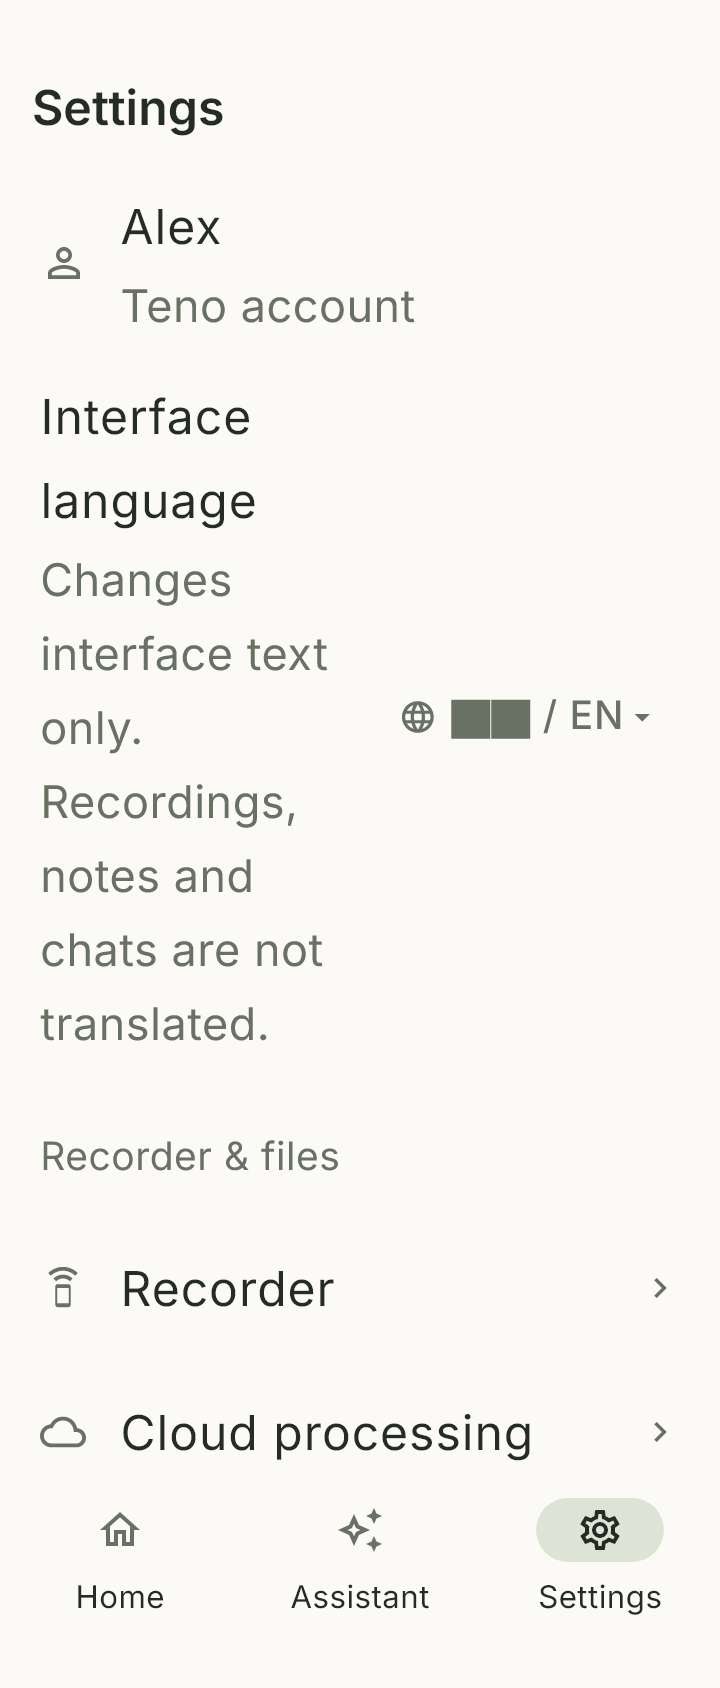 Settings
Alex
Teno account
Interface
language
Changes
interface text
only.
Recordings,
notes and
chats are not
translated.
/ EN
Recorder & files
Recorder
Cloud processing
Home
Assistant
Settings